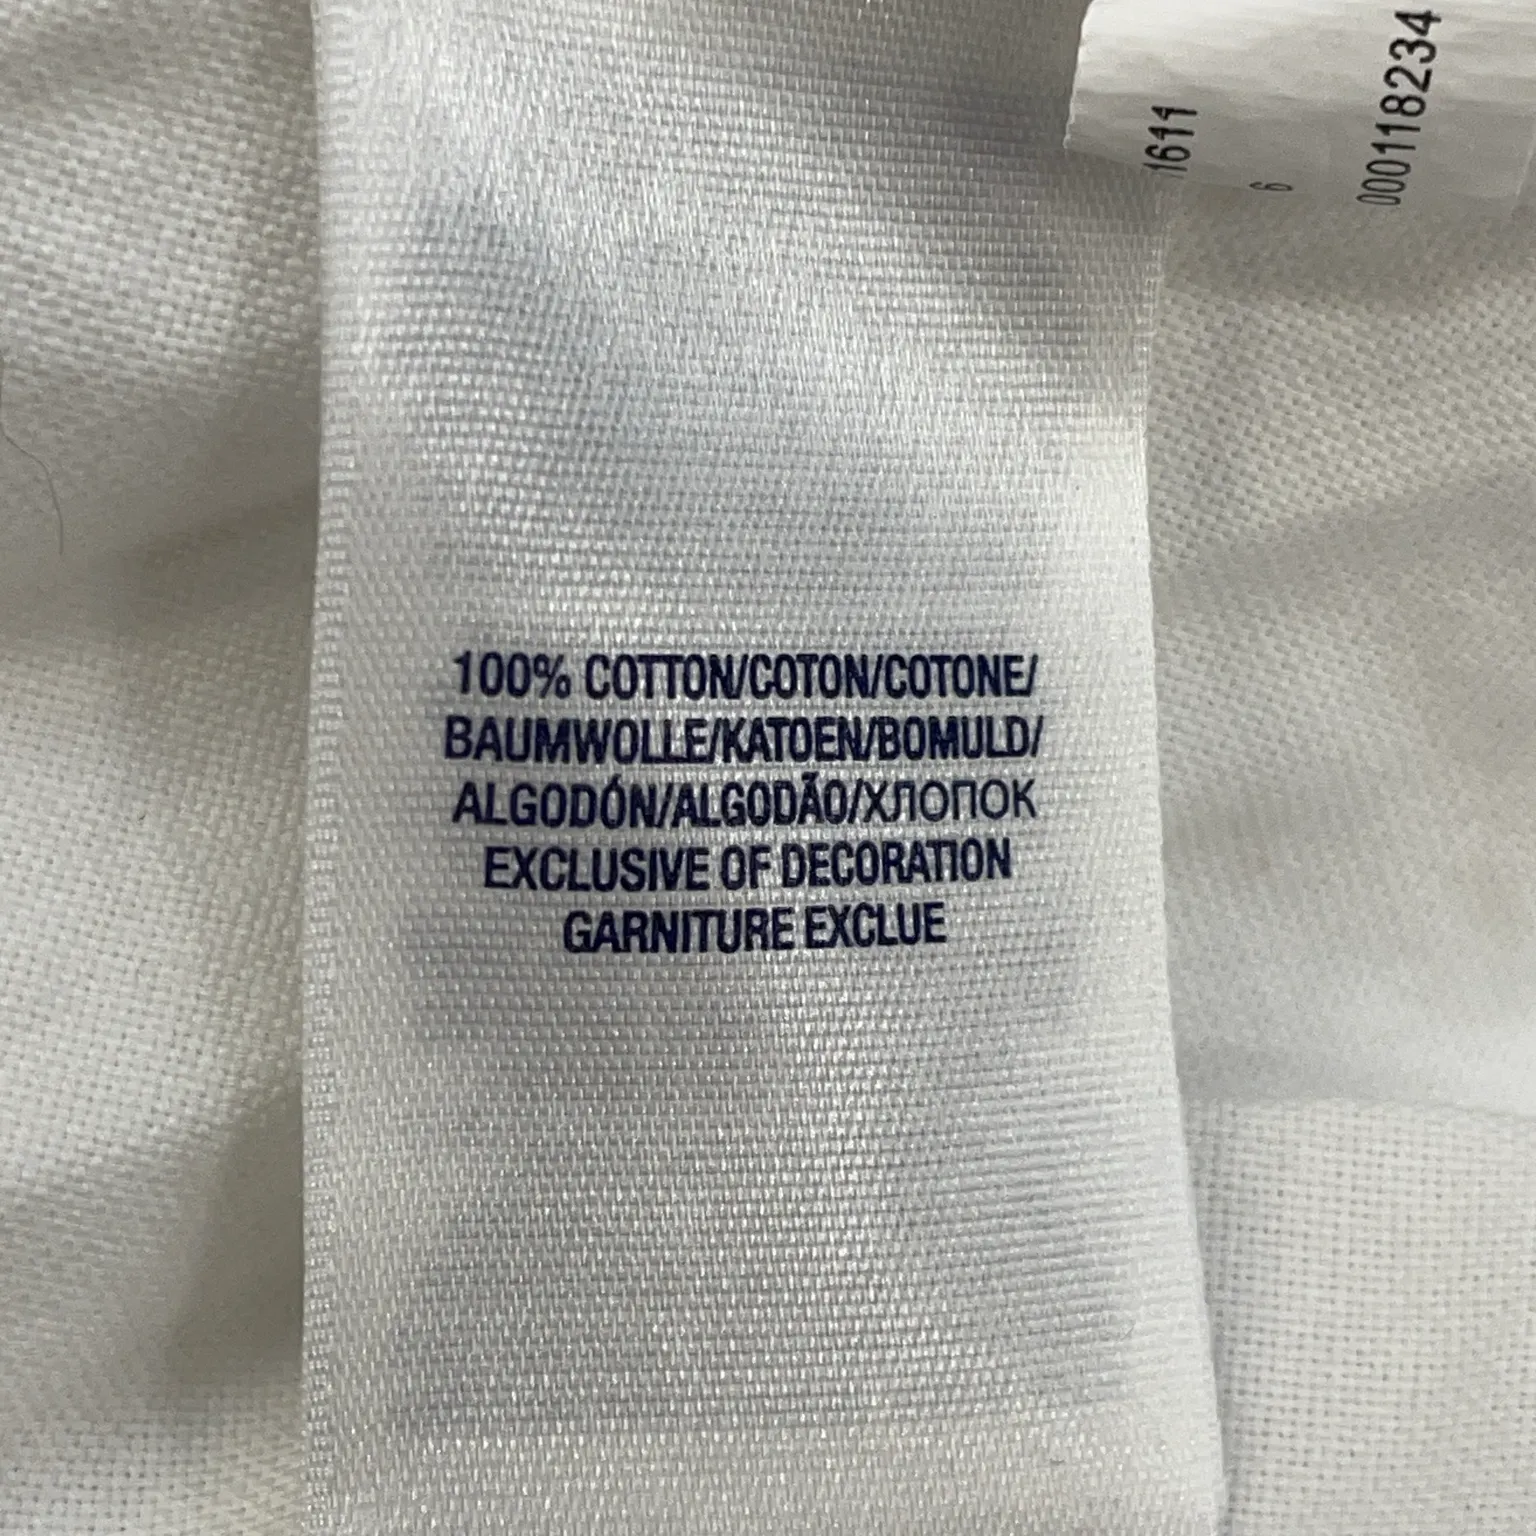 100% COTTON/COTON/COTONE/
BAUMWOLLE/KATOEN/BOMULD/
ALGODÓN/ALGODÃO/ХЛОПОК
EXCLUSIVE OF DECORATION
GARNITURE EXCLUE
1611
6
000118234